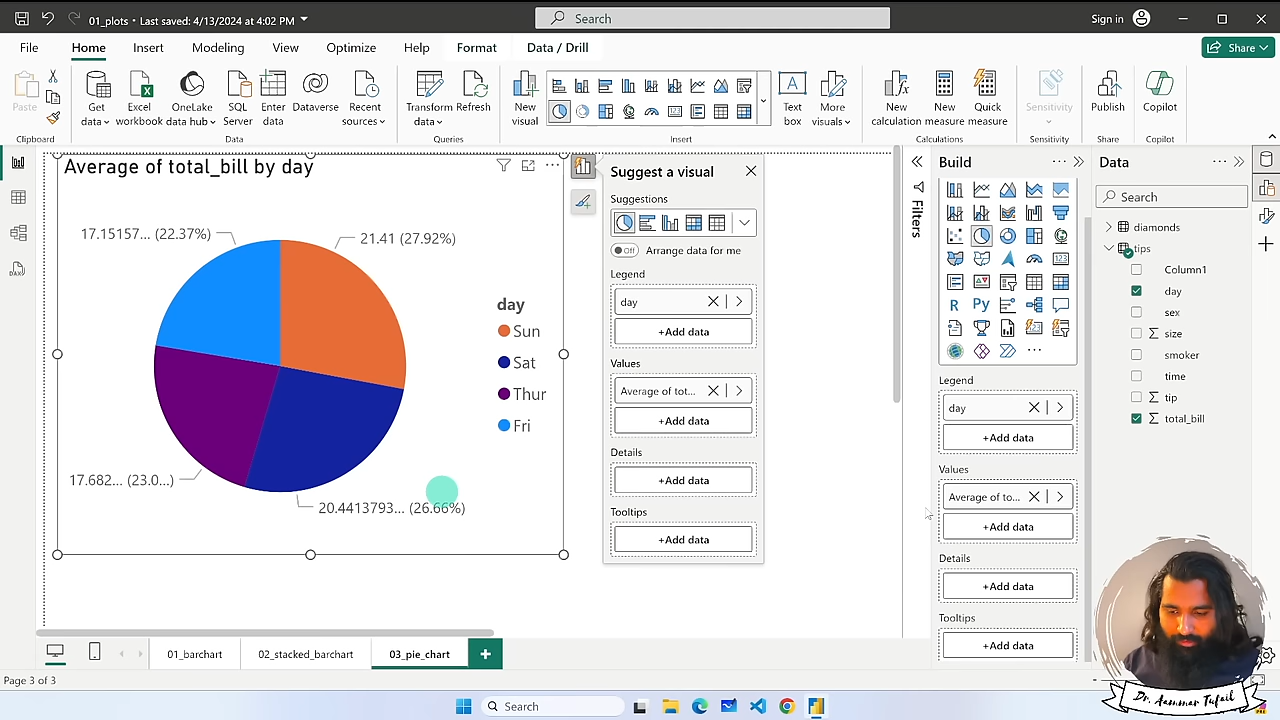 01_plots • Last saved: 4/13/2024 at 4:02 PM
Search
Sign in
File
Home
Insert
Modeling
View
Optimize
Help
Format
Data / Drill
Share
Paste
Get data
Excel workbook
OneLake data hub
SQL Server
Enter data
Dataverse
Recent sources
Transform data
Refresh
New visual
Text box
More visuals
New calculation
New measure
Quick measure
Sensitivity
Publish
Copilot
Clipboard
Data
Queries
Insert
Calculations
Sensitivity
Share
Copilot
Average of total_bill by day
17.15157... (22.37%)
21.41 (27.92%)
17.682... (23.0...)
20.4413793... (26.66%)
day
Sun
Sat
Thur
Fri
Suggest a visual
Suggestions
Off
Arrange data for me
Legend
day
+Add data
Values
Average of tot...
+Add data
Details
+Add data
Tooltips
+Add data
Filters
Build
R
Py
123
Legend
day
+Add data
Values
Average of to...
+Add data
Details
+Add data
Tooltips
+Add data
Data
Search
diamonds
tips
Column1
day
sex
size
smoker
time
tip
total_bill
DAX
01_barchart
02_stacked_barchart
03_pie_chart
Page 3 of 3
Search
Dr. Aammar Tufail